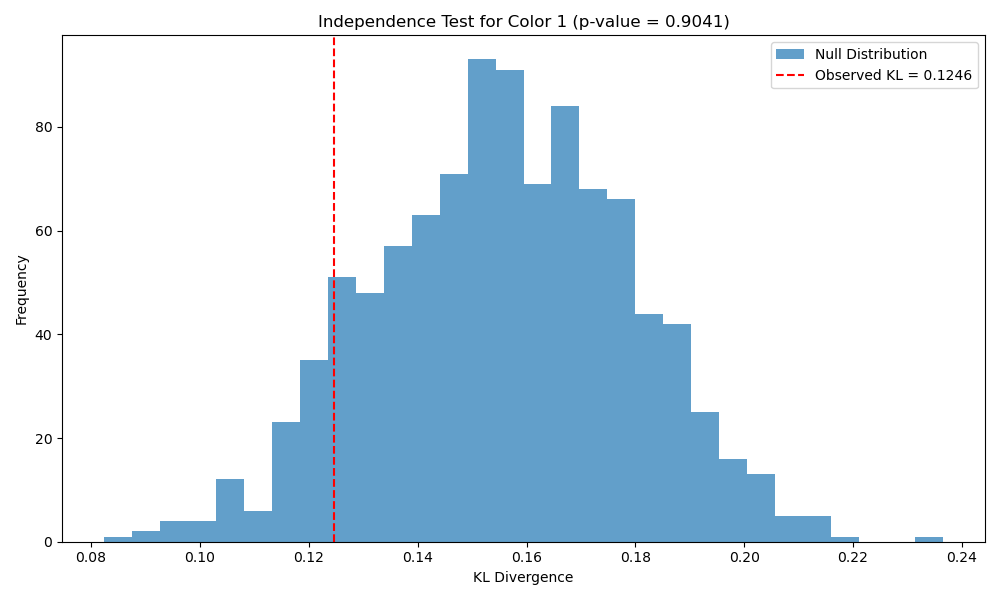 Independence Test for Color 1 (p-value = 0.9041)
Null Distribution
Observed KL = 0.1246
Frequency
80
60
40
20
0
0.08 0.10 0.12 0.14 0.16 0.18 0.20 0.22 0.24
KL Divergence